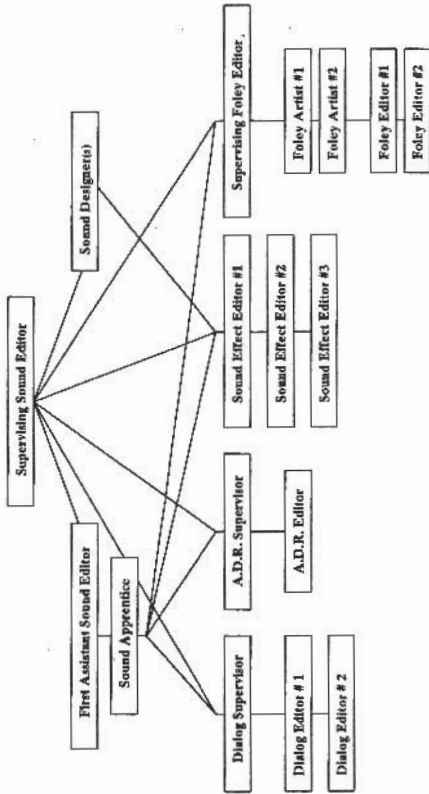 Supervising Sound Editor
First Assistant Sound Editor
Sound Designer(s)
Sound Apprentice
Dialog Supervisor
A.D.R. Supervisor
Sound Effect Editor #1
Supervising Foley Editor
Dialog Editor # 1
A.D.R. Editor
Sound Effect Editor #2
Foley Artist #1
Dialog Editor # 2
Sound Effect Editor #3
Foley Artist #2
Foley Editor #1
Foley Editor #2